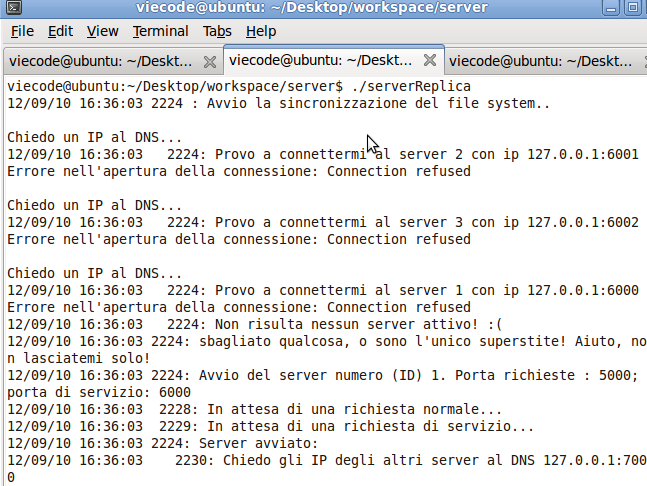 viecode@ubuntu: ~/Desktop/workspace/server
File Edit View Terminal Tabs Help
viecode@ubuntu: ~/Deskt... viecode@ubuntu: ~/Deskt... viecode@ubuntu: ~/Deskt...
viecode@ubuntu:~/Desktop/workspace/server$ ./serverReplica
12/09/10 16:36:03 2224 : Avvio la sincronizzazione del file system..
Chiedo un IP al DNS...
12/09/10 16:36:03   2224: Provo a connettermi al server 2 con ip 127.0.0.1:6001
Errore nell'apertura della connessione: Connection refused
Chiedo un IP al DNS...
12/09/10 16:36:03   2224: Provo a connettermi al server 3 con ip 127.0.0.1:6002
Errore nell'apertura della connessione: Connection refused
Chiedo un IP al DNS...
12/09/10 16:36:03   2224: Provo a connettermi al server 1 con ip 127.0.0.1:6000
Errore nell'apertura della connessione: Connection refused
12/09/10 16:36:03   2224: Non risulta nessun server attivo! :(
12/09/10 16:36:03 2224: sbagliato qualcosa, o sono l'unico superstite! Aiuto, no
n lasciatemi solo!
12/09/10 16:36:03 2224: Avvio del server numero (ID) 1. Porta richieste : 5000;
porta di servizio: 6000
12/09/10 16:36:03   2228: In attesa di una richiesta normale...
12/09/10 16:36:03   2229: In attesa di una richiesta di servizio...
12/09/10 16:36:03 2224: Server avviato:
12/09/10 16:36:03    2230: Chiedo gli IP degli altri server al DNS 127.0.0.1:700
0